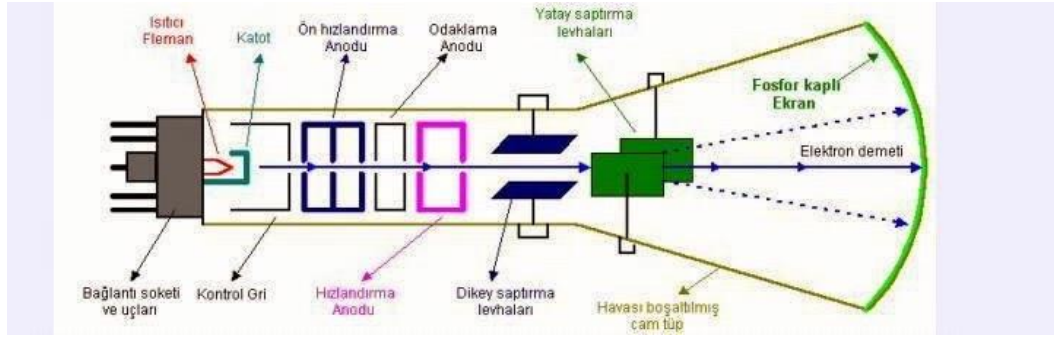 Isıtıcı
Fleman
Katot
Ön hızlandırma
Anodu
Odaklama
Anodu
Yatay saptırma
levhaları
Fosfor kaplı
Ekran
Elektron demeti
Bağlantı soketi
ve uçları
Kontrol Gri
Hızlandırma
Anodu
Dikey saptırma
levhaları
Havası boşaltılmış
cam tüp